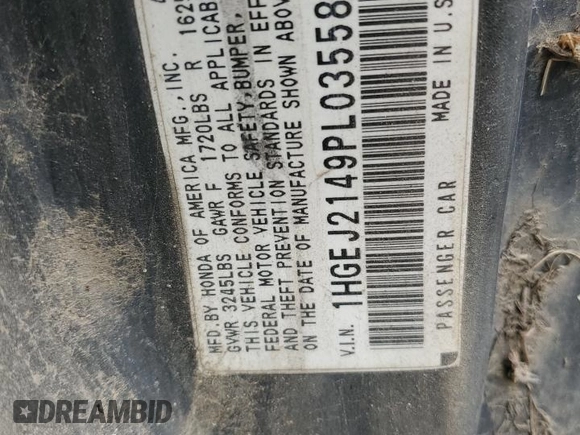 MFD.BY HONDA OF AMERICA MFG., INC.
GVWR 3245LBS GAWR F 1720LBS R 162
THIS VEHICLE CONFORMS TO ALL APPLICAB
FEDERAL MOTOR VEHICLE SAFETY, BUMPER,
AND THEFT PREVENTION STANDARDS IN EFF
ON THE DATE OF MANUFACTURE SHOWN ABOV
V.I.N. 1HGEJ2149PL03558
PASSENGER CAR MADE IN U.S
DREAMBID